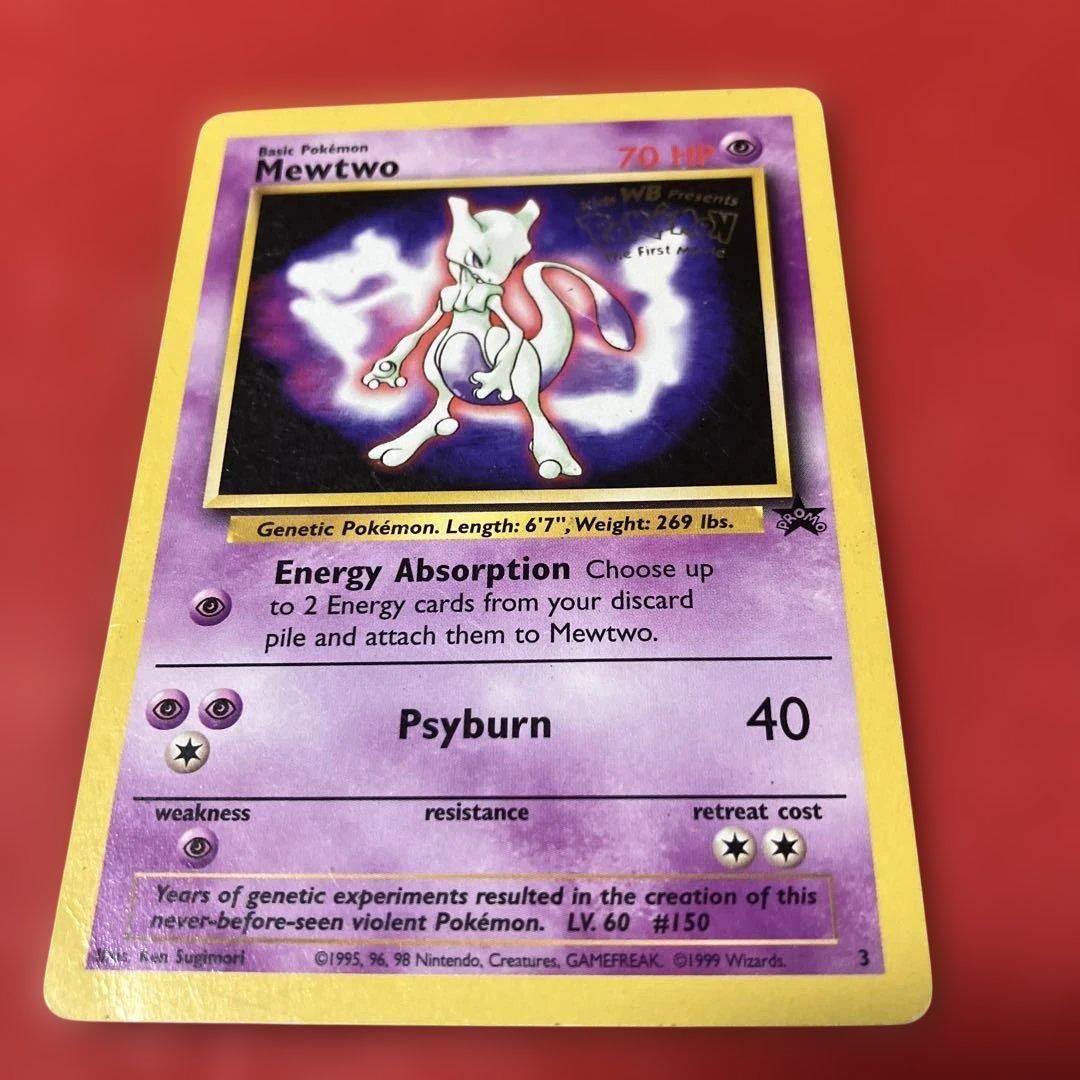 Basic Pokémon
Mewtwo
70 HP
Kids WB Presents
POKéMON
The First Movie
PROMO
Genetic Pokémon. Length: 6'7", Weight: 269 lbs.
Energy Absorption Choose up
to 2 Energy cards from your discard
pile and attach them to Mewtwo.
Psyburn
40
weakness
resistance
retreat cost
Years of genetic experiments resulted in the creation of this
never-before-seen violent Pokémon. LV. 60 #150
Illus. Ken Sugimori
©1995, 96, 98 Nintendo, Creatures, GAMEFREAK. ©1999 Wizards.
3